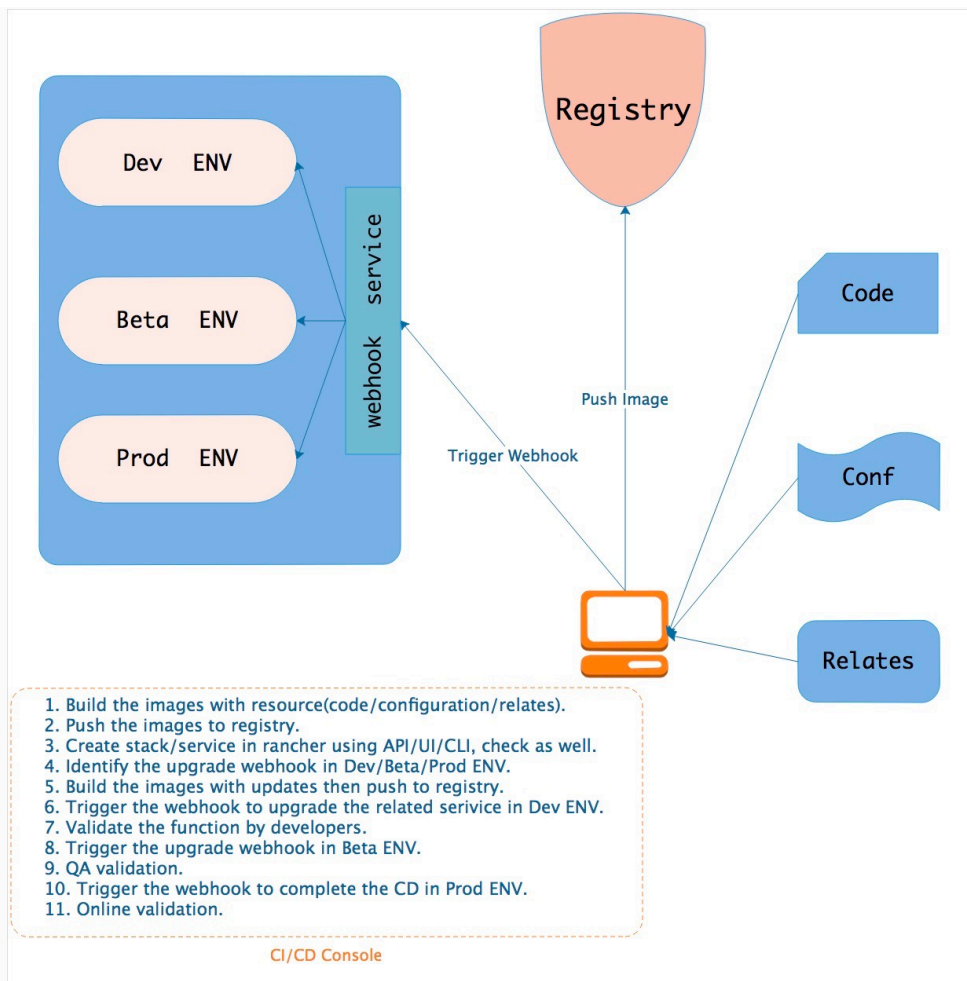 Registry
Dev ENV
Beta ENV
Prod ENV
webhook service
Code
Conf
Relates
Push Image
Trigger Webhook
1. Build the images with resource(code/configuration/relates).
2. Push the images to registry.
3. Create stack/service in rancher using API/UI/CLI, check as well.
4. Identify the upgrade webhook in Dev/Beta/Prod ENV.
5. Build the images with updates then push to registry.
6. Trigger the webhook to upgrade the related serivice in Dev ENV.
7. Validate the function by developers.
8. Trigger the upgrade webhook in Beta ENV.
9. QA validation.
10. Trigger the webhook to complete the CD in Prod ENV.
11. Online validation.
CI/CD Console